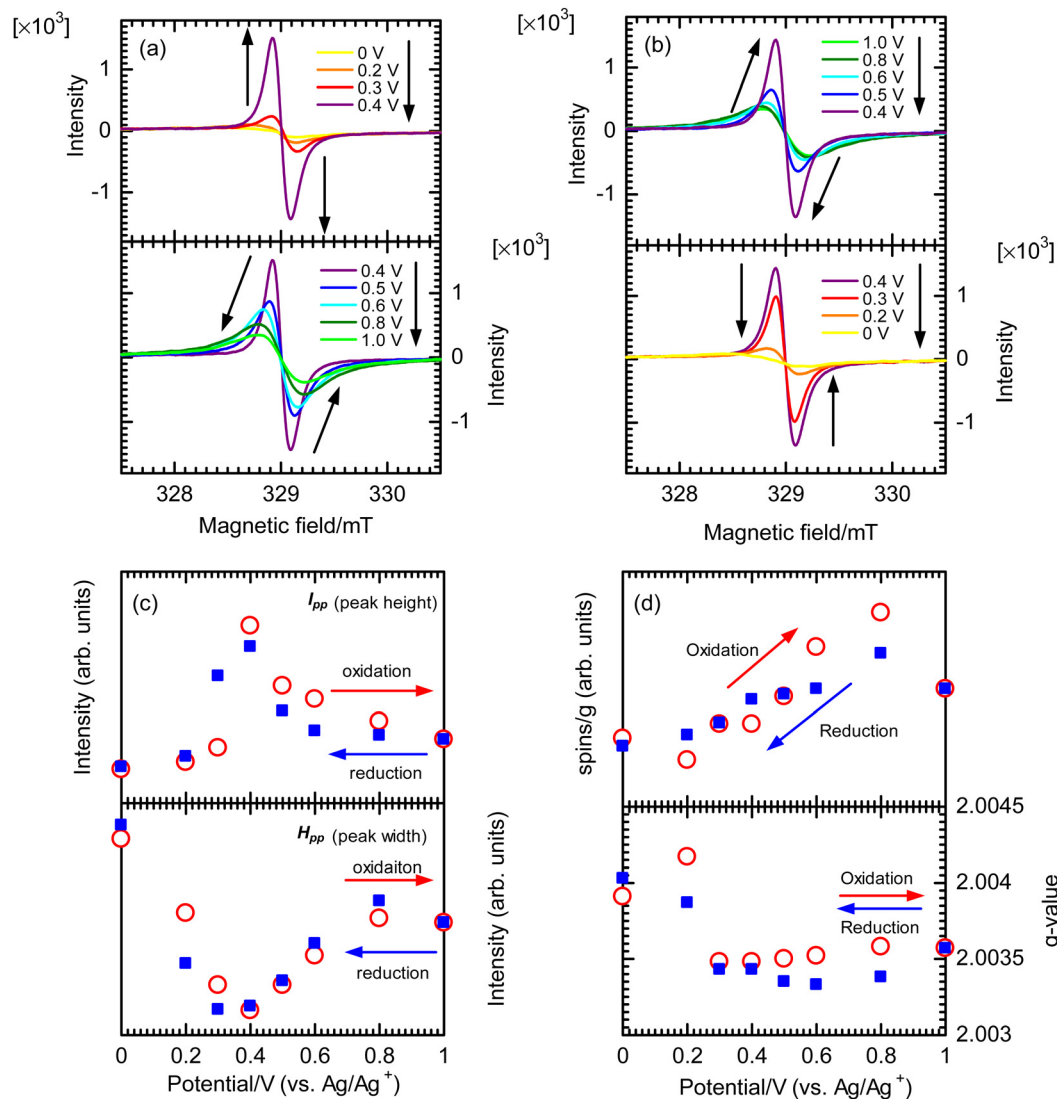 [×10³]
(a)
0 V
0.2 V
0.3 V
0.4 V
1
0
-1
Intensity
[×10³]
0.4 V
0.5 V
0.6 V
0.8 V
1.0 V
1
0
-1
Intensity
328 329 330
Magnetic field/mT
[×10³]
(b)
1.0 V
0.8 V
0.6 V
0.5 V
0.4 V
1
0
-1
Intensity
[×10³]
0.4 V
0.3 V
0.2 V
0 V
1
0
-1
Intensity
328 329 330
Magnetic field/mT
(c)
Ipp (peak height)
oxidation
reduction
Intensity (arb. units)
Hpp (peak width)
oxidaiton
reduction
Intensity (arb. units)
0 0.2 0.4 0.6 0.8 1
Potential/V (vs. Ag/Ag⁺)
(d)
Oxidation
Reduction
spins/g (arb. units)
2.0045
2.004
2.0035
2.003
Oxidation
Reduction
g-value
0 0.2 0.4 0.6 0.8 1
Potential/V (vs. Ag/Ag⁺)